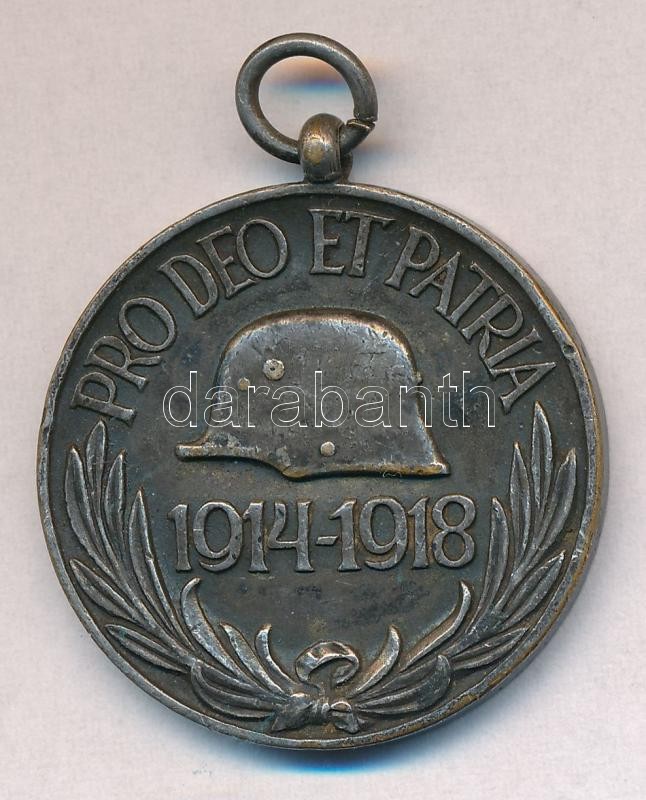 PRO DEO ET PATRIA
darabanth
1914-1918